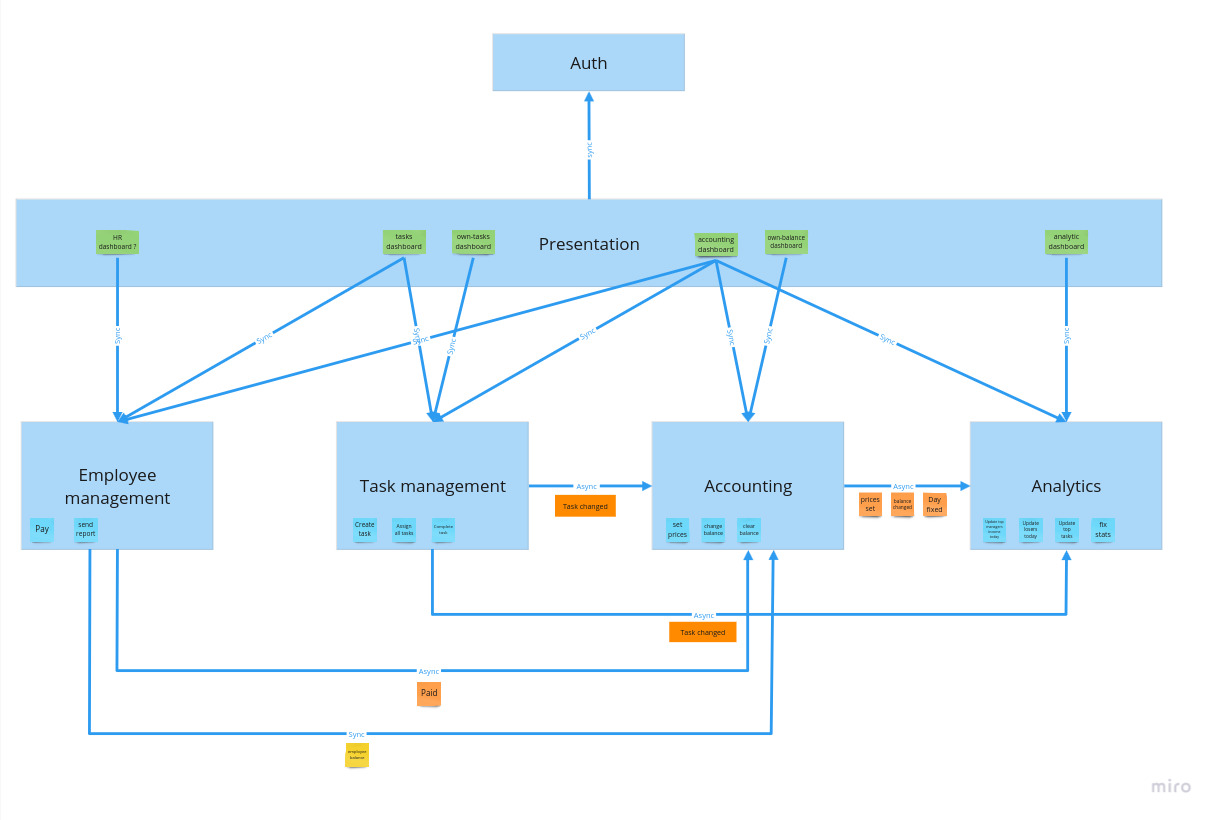 Auth
sync
HR
dashboard ?
tasks
dashboard
own-tasks
dashboard
Presentation
accounting
dashboard
own-balance
dashboard
analytic
dashboard
Sync
Sync
Sync
Sync
Sync
Sync
Sync
Sync
Sync
Sync
Employee
management
Pay
send
report
Task management
Create
task
Assign
all tasks
Complete
task
Async
Task changed
Accounting
set
prices
change
balance
clear
balance
Async
prices
set
balance
changed
Day
fixed
Analytics
Update top
managers
income
today
Update
losers
today
Update
top
tasks
fix
stats
Async
Task changed
Async
Paid
Sync
employee
balance
miro